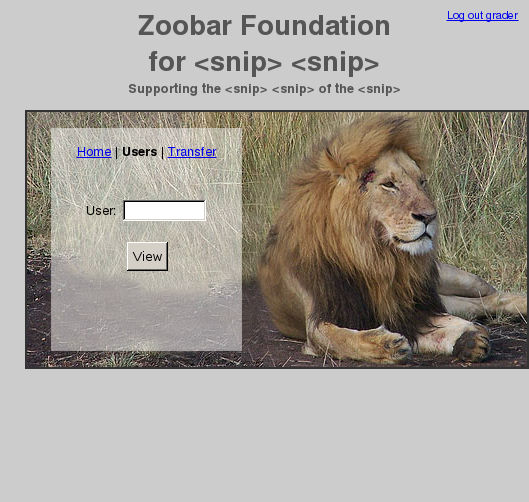 Log out grader
Zoobar Foundation
for <snip> <snip>
Supporting the <snip> <snip> of the <snip>
Home | Users | Transfer
User:
View